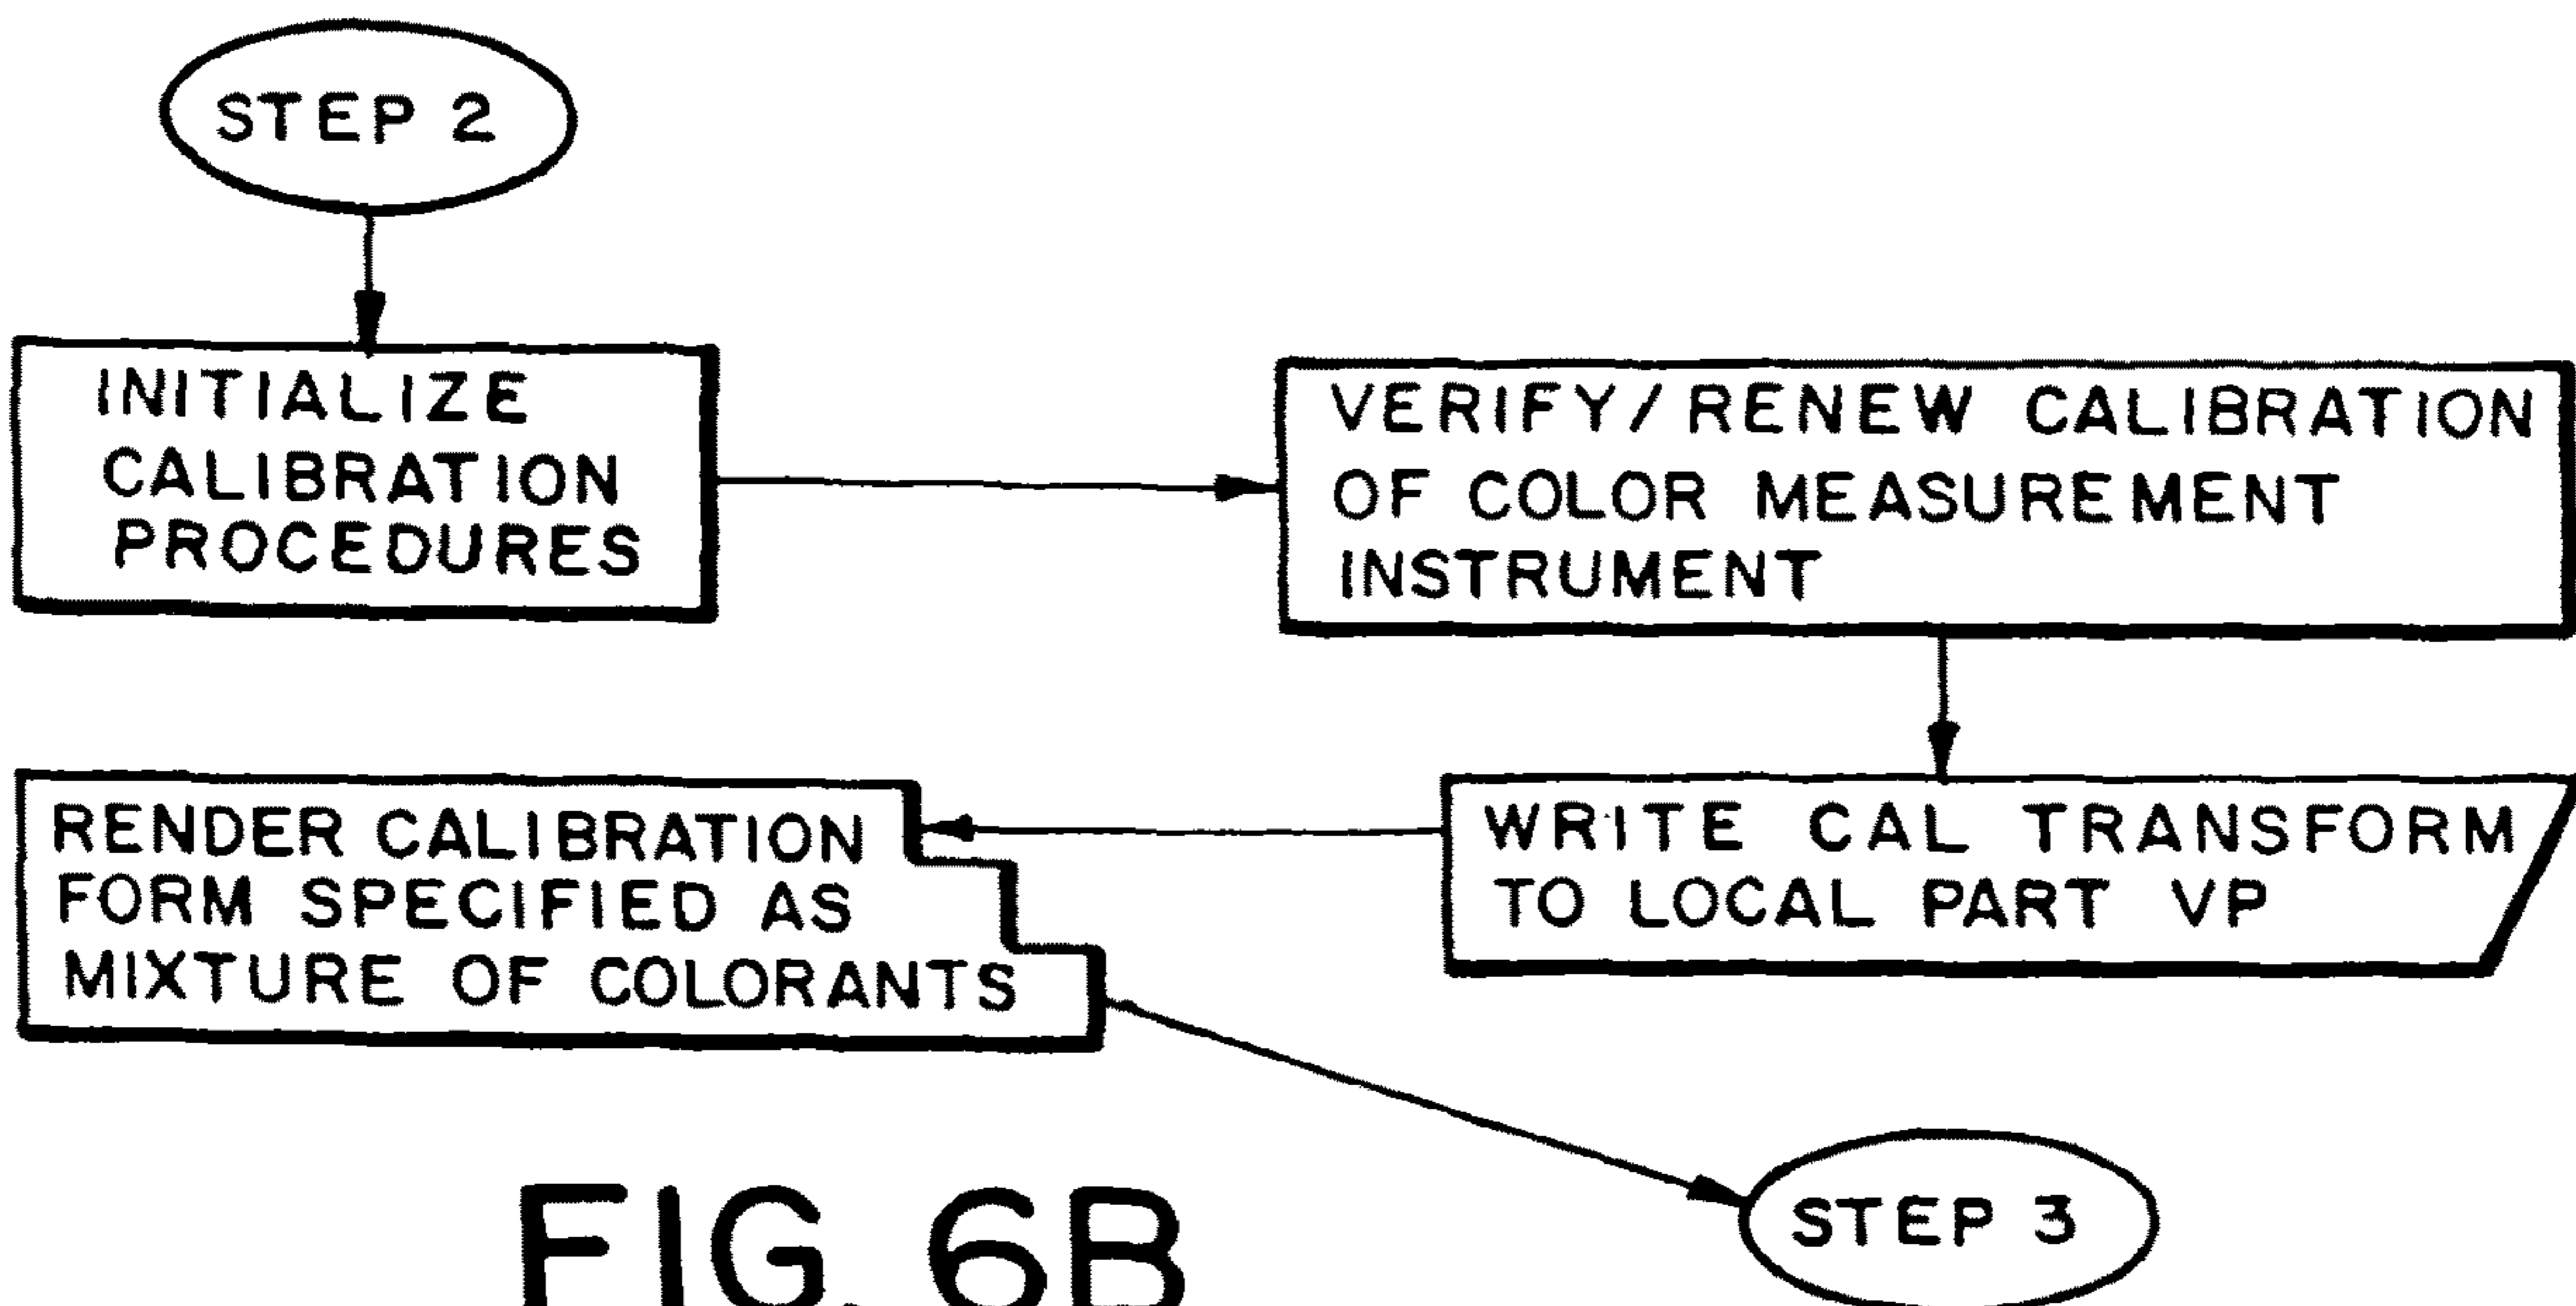 STEP 2
INITIALIZE
CALIBRATION
PROCEDURES
VERIFY/RENEW CALIBRATION
OF COLOR MEASUREMENT
INSTRUMENT
WRITE CAL TRANSFORM
TO LOCAL PART VP
RENDER CALIBRATION
FORM SPECIFIED AS
MIXTURE OF COLORANTS
STEP 3
FIG. 6B